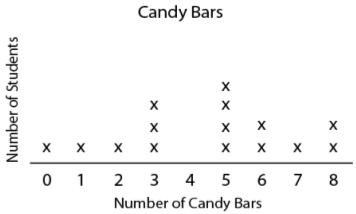 Candy Bars
Number of Students
x
x x
x x x x
x x x x x x x x
0 1 2 3 4 5 6 7 8
Number of Candy Bars